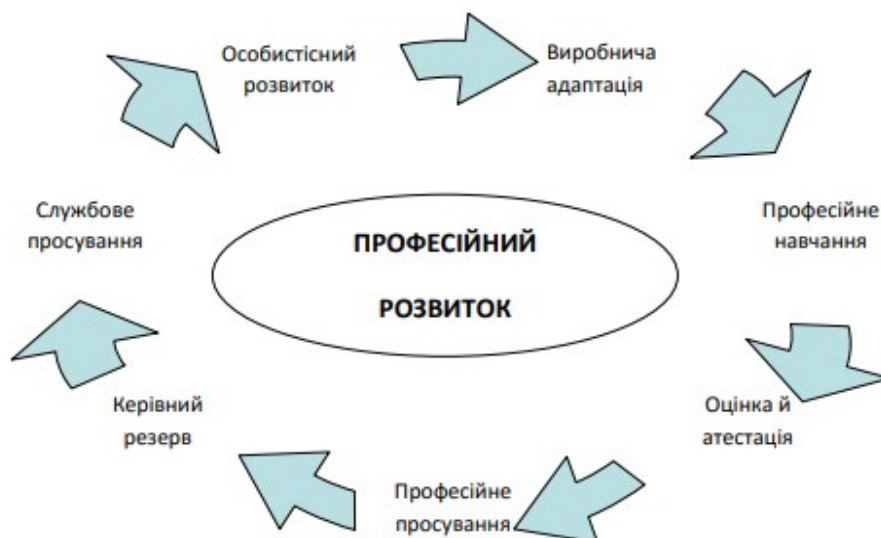 Особистісний
розвиток
Виробнича
адаптація
Службове
просування
ПРОФЕСІЙНИЙ
РОЗВИТОК
Професійне
навчання
Керівний
резерв
Оцінка й
атестація
Професійне
просування